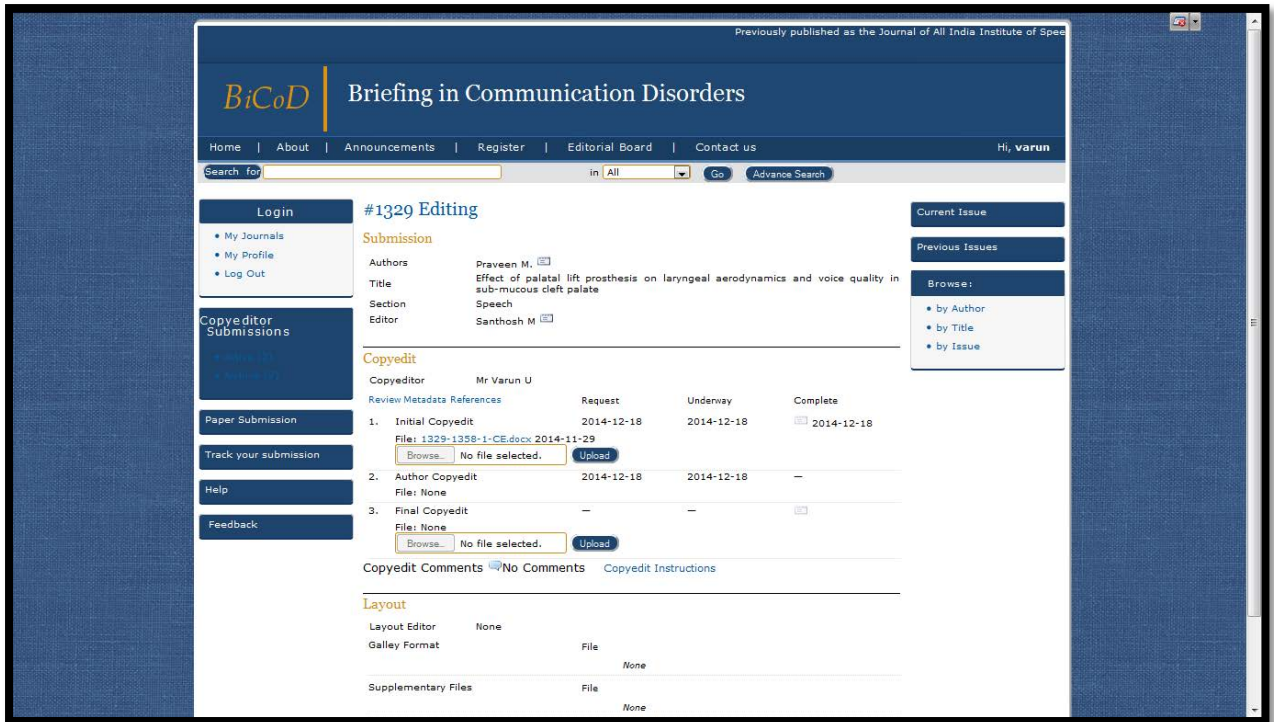 Previously published as the Journal of All India Institute of Spee
BiCoD
Briefing in Communication Disorders
Home | About | Announcements | Register | Editorial Board | Contact us Hi, varun
Search for in All Go Advance Search
Login
• My Journals
• My Profile
• Log Out
Copyeditor
Submissions
Paper Submission
Track your submission
Help
Feedback
#1329 Editing
Submission
Authors Praveen M.
Title Effect of palatal lift prosthesis on laryngeal aerodynamics and voice quality in
sub-mucous cleft palate
Section Speech
Editor Santhosh M
Copyedit
Copyeditor Mr Varun U
Review Metadata References Request Underway Complete
1. Initial Copyedit 2014-12-18 2014-12-18 2014-12-18
File: 1329-1358-1-CE.docx 2014-11-29
Browse... No file selected. Upload
2. Author Copyedit 2014-12-18 2014-12-18 —
File: None
3. Final Copyedit — —
File: None
Browse... No file selected. Upload
Copyedit Comments No Comments Copyedit Instructions
Layout
Layout Editor None
Galley Format File
None
Supplementary Files File
None
Current Issue
Previous Issues
Browse:
• by Author
• by Title
• by Issue